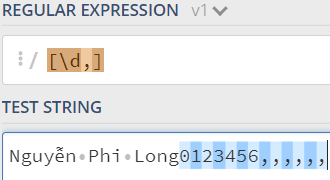 REGULAR EXPRESSION v1
/ [\d,]
TEST STRING
Nguyễn·Phi·Long0123456,,,,,,